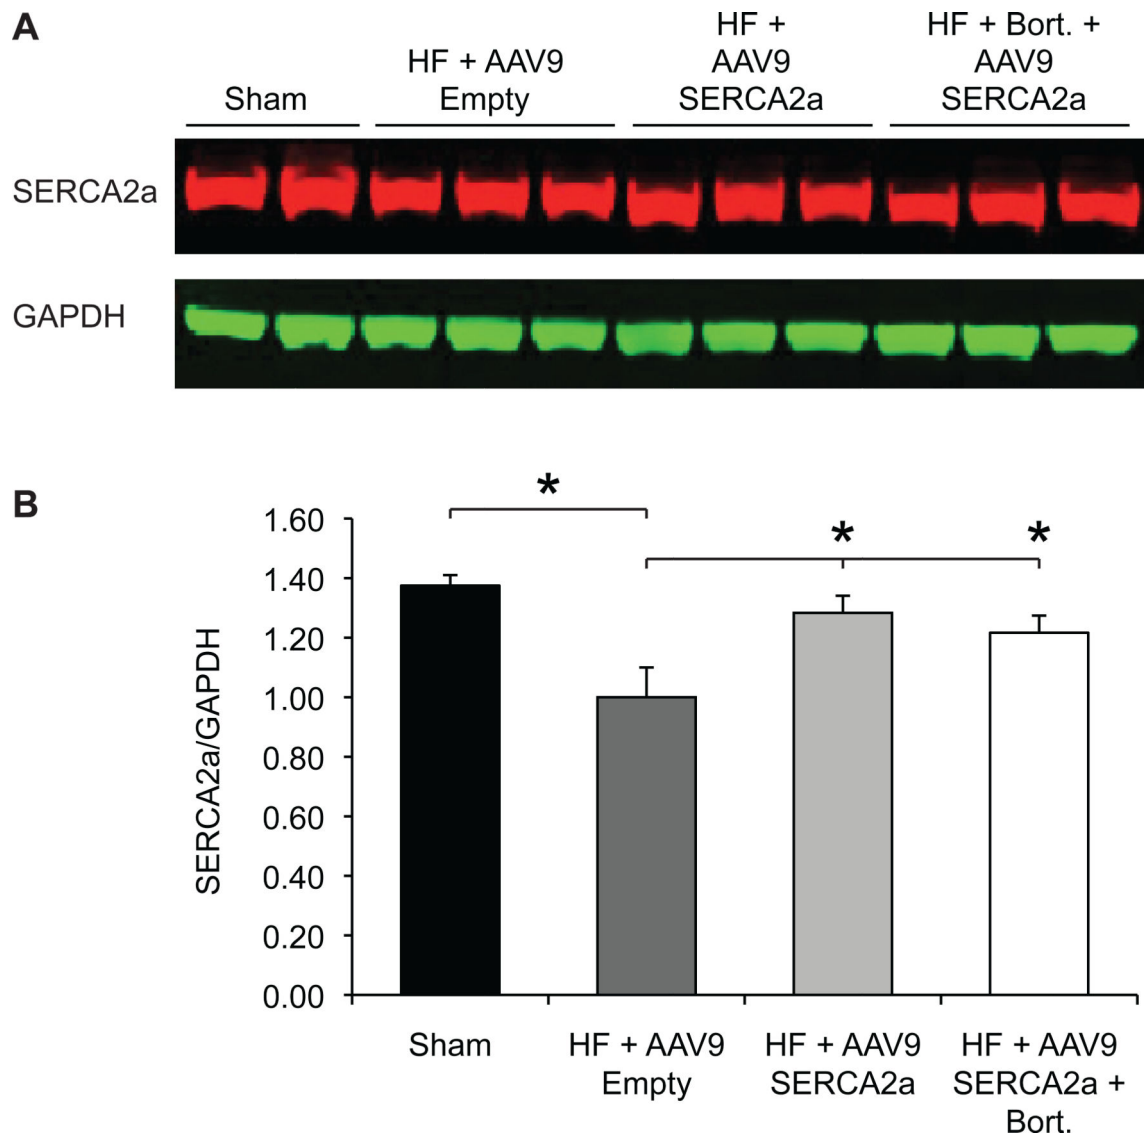 A
Sham
HF + AAV9
Empty
HF +
AAV9
SERCA2a
HF + Bort. +
AAV9
SERCA2a
SERCA2a
GAPDH
B
*
*
*
SERCA2a/GAPDH
1.60
1.40
1.20
1.00
0.80
0.60
0.40
0.20
0.00
Sham
HF + AAV9
Empty
HF + AAV9
SERCA2a
HF + AAV9
SERCA2a +
Bort.